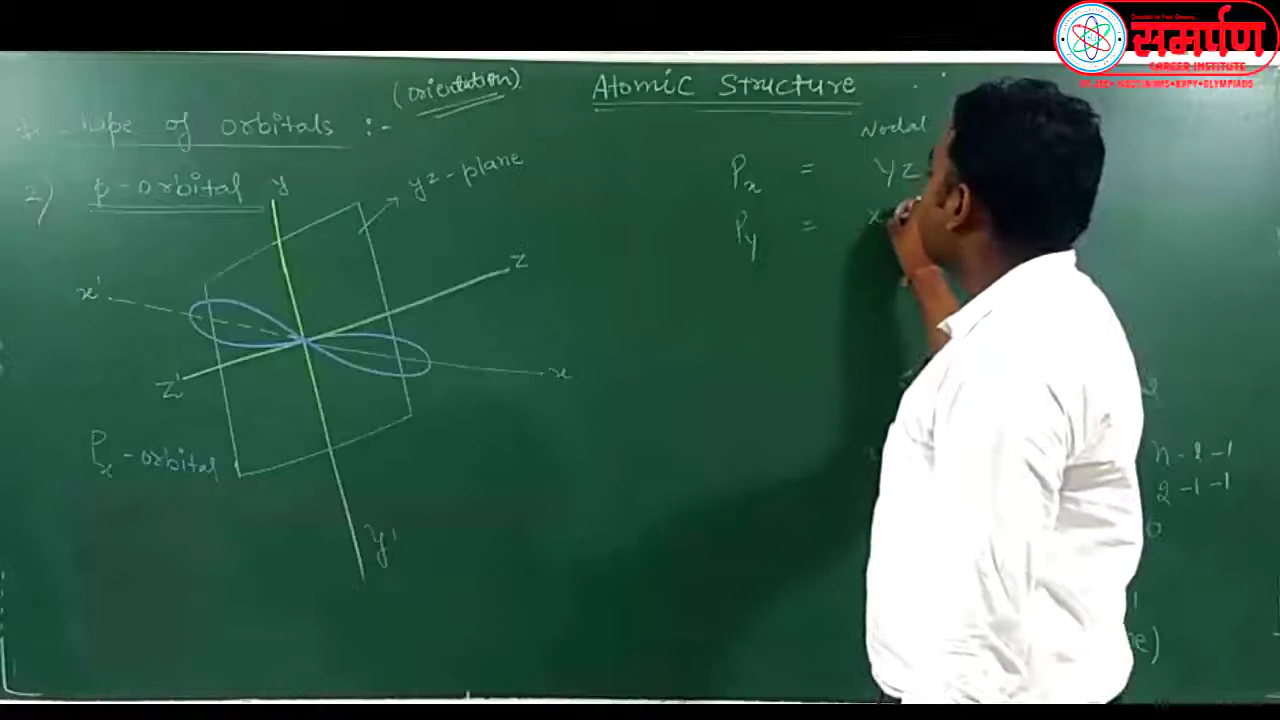 समर्पण
CAREER INSTITUTE
(orientation)
Atomic Structure
of orbitals :-
2) p-orbital
Nodal
Px = YZ
Py = x
y
yz-plane
z
x'
z'
x
Px-orbital
y'
n-l-1
2-1-1